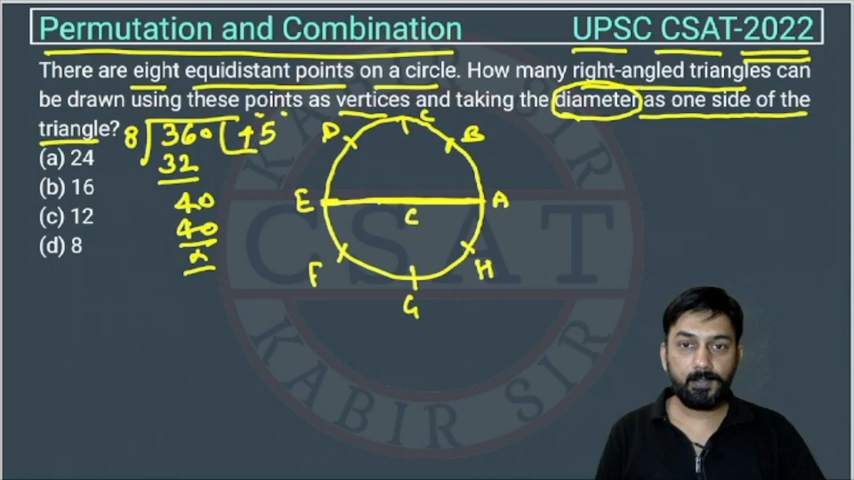 Permutation and Combination
UPSC CSAT-2022
There are eight equidistant points on a circle. How many right-angled triangles can
be drawn using these points as vertices and taking the diameter as one side of the
triangle?
(a) 24
(b) 16
(c) 12
(d) 8
8 360 45
32
40
40
C
D
B
E
A
C
F
H
G
KABIR SIR
CSAT
KABIR SIR